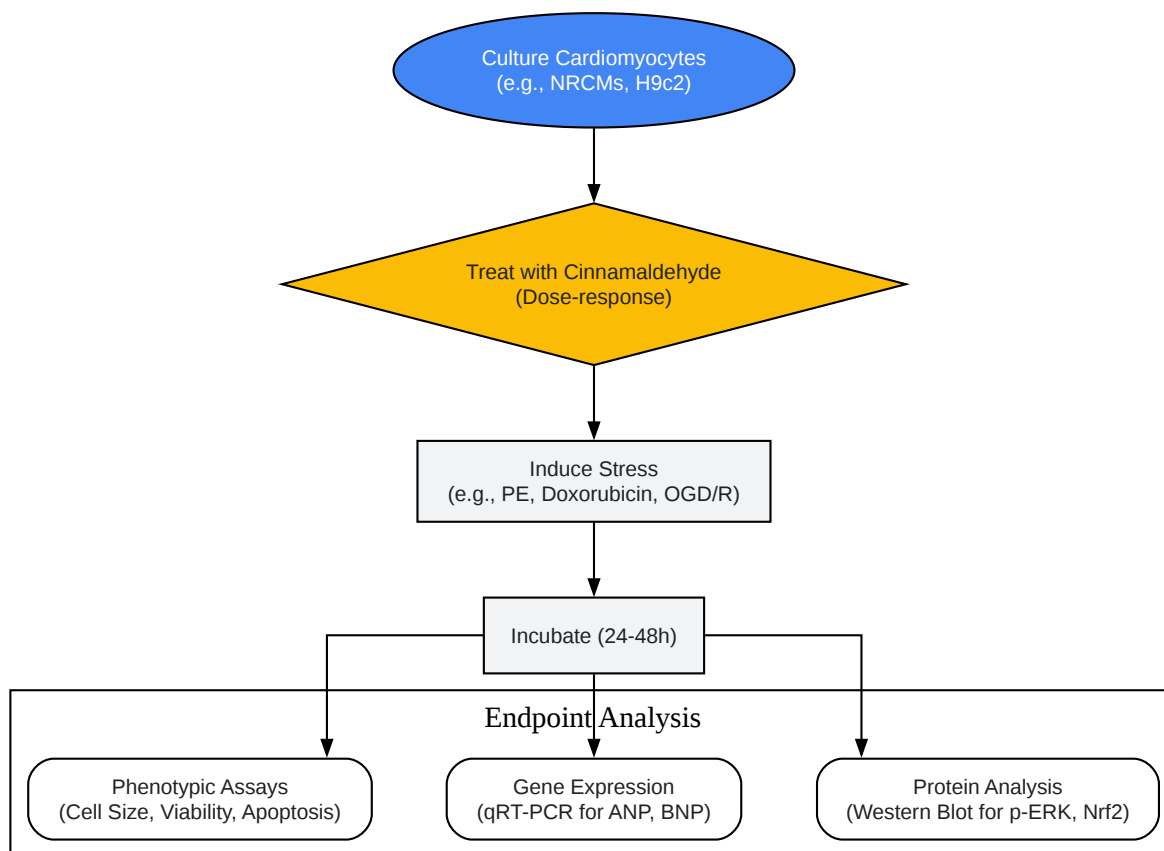 Culture Cardiomyocytes
(e.g., NRCMs, H9c2)
Treat with Cinnamaldehyde
(Dose-response)
Induce Stress
(e.g., PE, Doxorubicin, OGD/R)
Incubate (24-48h)
Endpoint Analysis
Phenotypic Assays
(Cell Size, Viability, Apoptosis)
Gene Expression
(qRT-PCR for ANP, BNP)
Protein Analysis
(Western Blot for p-ERK, Nrf2)